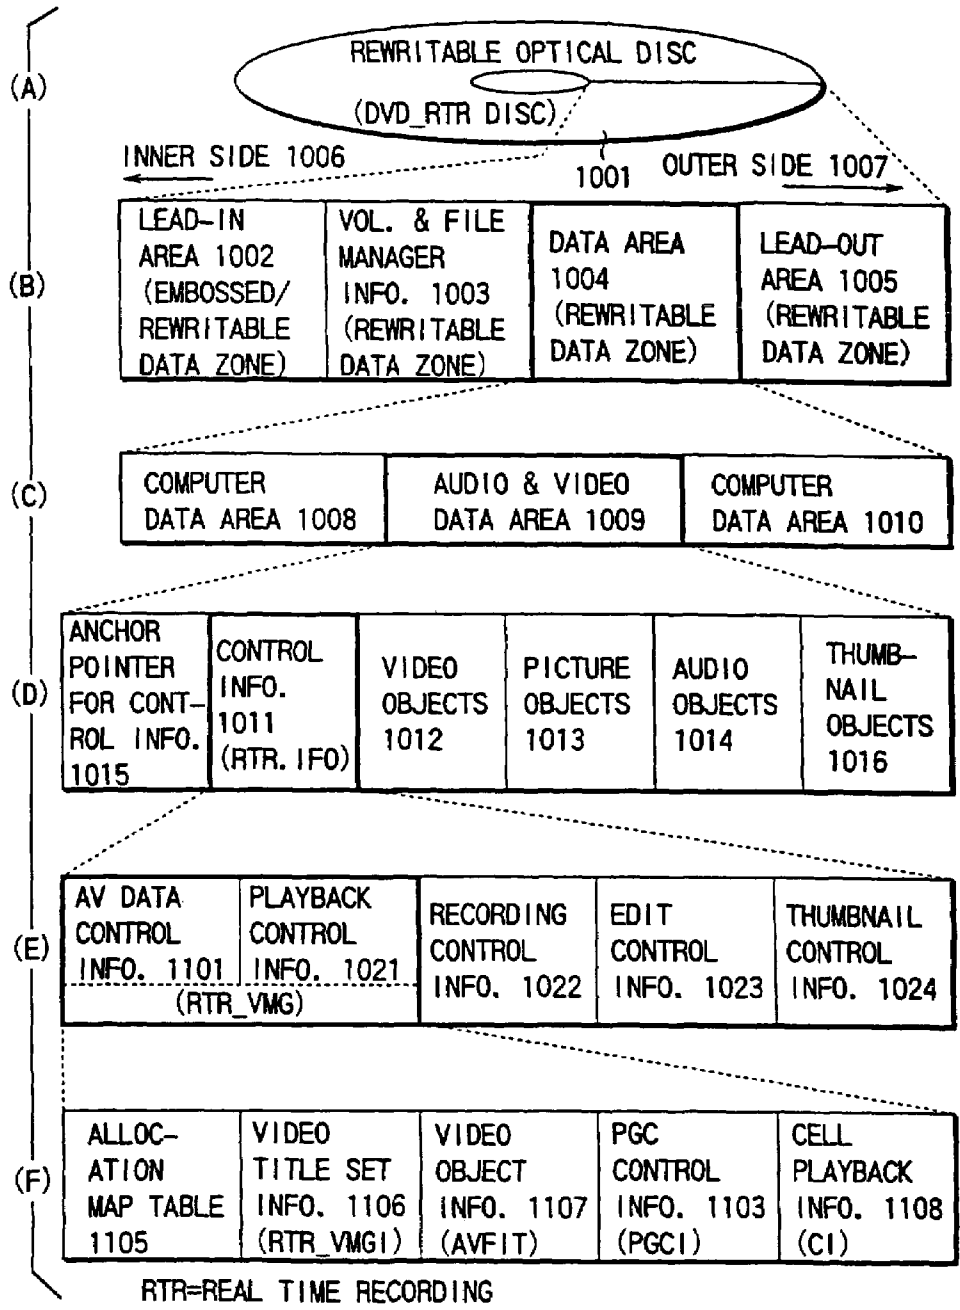 (A)
REWRITABLE OPTICAL DISC
(DVD_RTR DISC)
INNER SIDE 1006
1001
OUTER SIDE 1007
(B)
LEAD-IN
AREA 1002
(EMBOSSED/
REWRITABLE
DATA ZONE)
VOL. & FILE
MANAGER
INFO. 1003
(REWRITABLE
DATA ZONE)
DATA AREA
1004
(REWRITABLE
DATA ZONE)
LEAD-OUT
AREA 1005
(REWRITABLE
DATA ZONE)
(C)
COMPUTER
DATA AREA 1008
AUDIO & VIDEO
DATA AREA 1009
COMPUTER
DATA AREA 1010
(D)
ANCHOR
POINTER
FOR CONT-
ROL INFO.
1015
CONTROL
INFO.
1011
(RTR.IFO)
VIDEO
OBJECTS
1012
PICTURE
OBJECTS
1013
AUDIO
OBJECTS
1014
THUMB-
NAIL
OBJECTS
1016
(E)
AV DATA
CONTROL
INFO. 1101
PLAYBACK
CONTROL
INFO. 1021
(RTR_VMG)
RECORDING
CONTROL
INFO. 1022
EDIT
CONTROL
INFO. 1023
THUMBNAIL
CONTROL
INFO. 1024
(F)
ALLOC-
ATION
MAP TABLE
1105
VIDEO
TITLE SET
INFO. 1106
(RTR_VMGI)
VIDEO
OBJECT
INFO. 1107
(AVFIT)
PGC
CONTROL
INFO. 1103
(PGCI)
CELL
PLAYBACK
INFO. 1108
(CI)
RTR=REAL TIME RECORDING